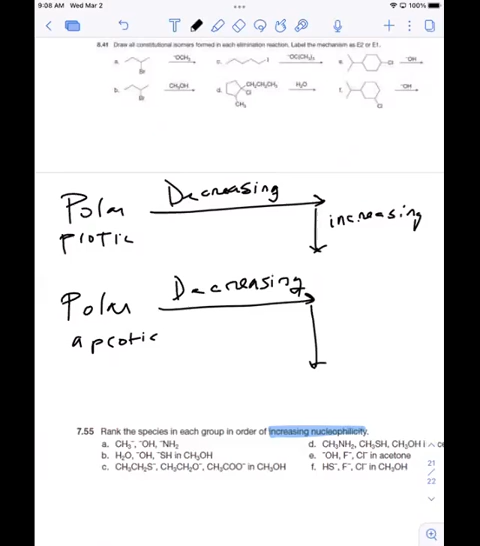 9:08 AM Wed Mar 2
100%
8.41 Draw all constitutional isomers formed in each elimination reaction. Label the mechanism as E2 or E1.
a. Br ⁻OCH₃
c. I ⁻OC(CH₃)₃
e. Cl ⁻OH
b. Br CH₃OH
d. CH₂CH₂CH₃ Cl CH₃ H₂O
f. Cl ⁻OH
Decreasing
Polar
protic
increasing
Decreasing
Polar
aprotic
7.55 Rank the species in each group in order of increasing nucleophilicity.
a. CH₃⁻, ⁻OH, ⁻NH₂
d. CH₃NH₂, CH₃SH, CH₃OH i
b. H₂O, ⁻OH, ⁻SH in CH₃OH
e. ⁻OH, F⁻, Cl⁻ in acetone
c. CH₃CH₂S⁻, CH₃CH₂O⁻, CH₃COO⁻ in CH₃OH
f. HS⁻, F⁻, Cl⁻ in CH₃OH
21
22